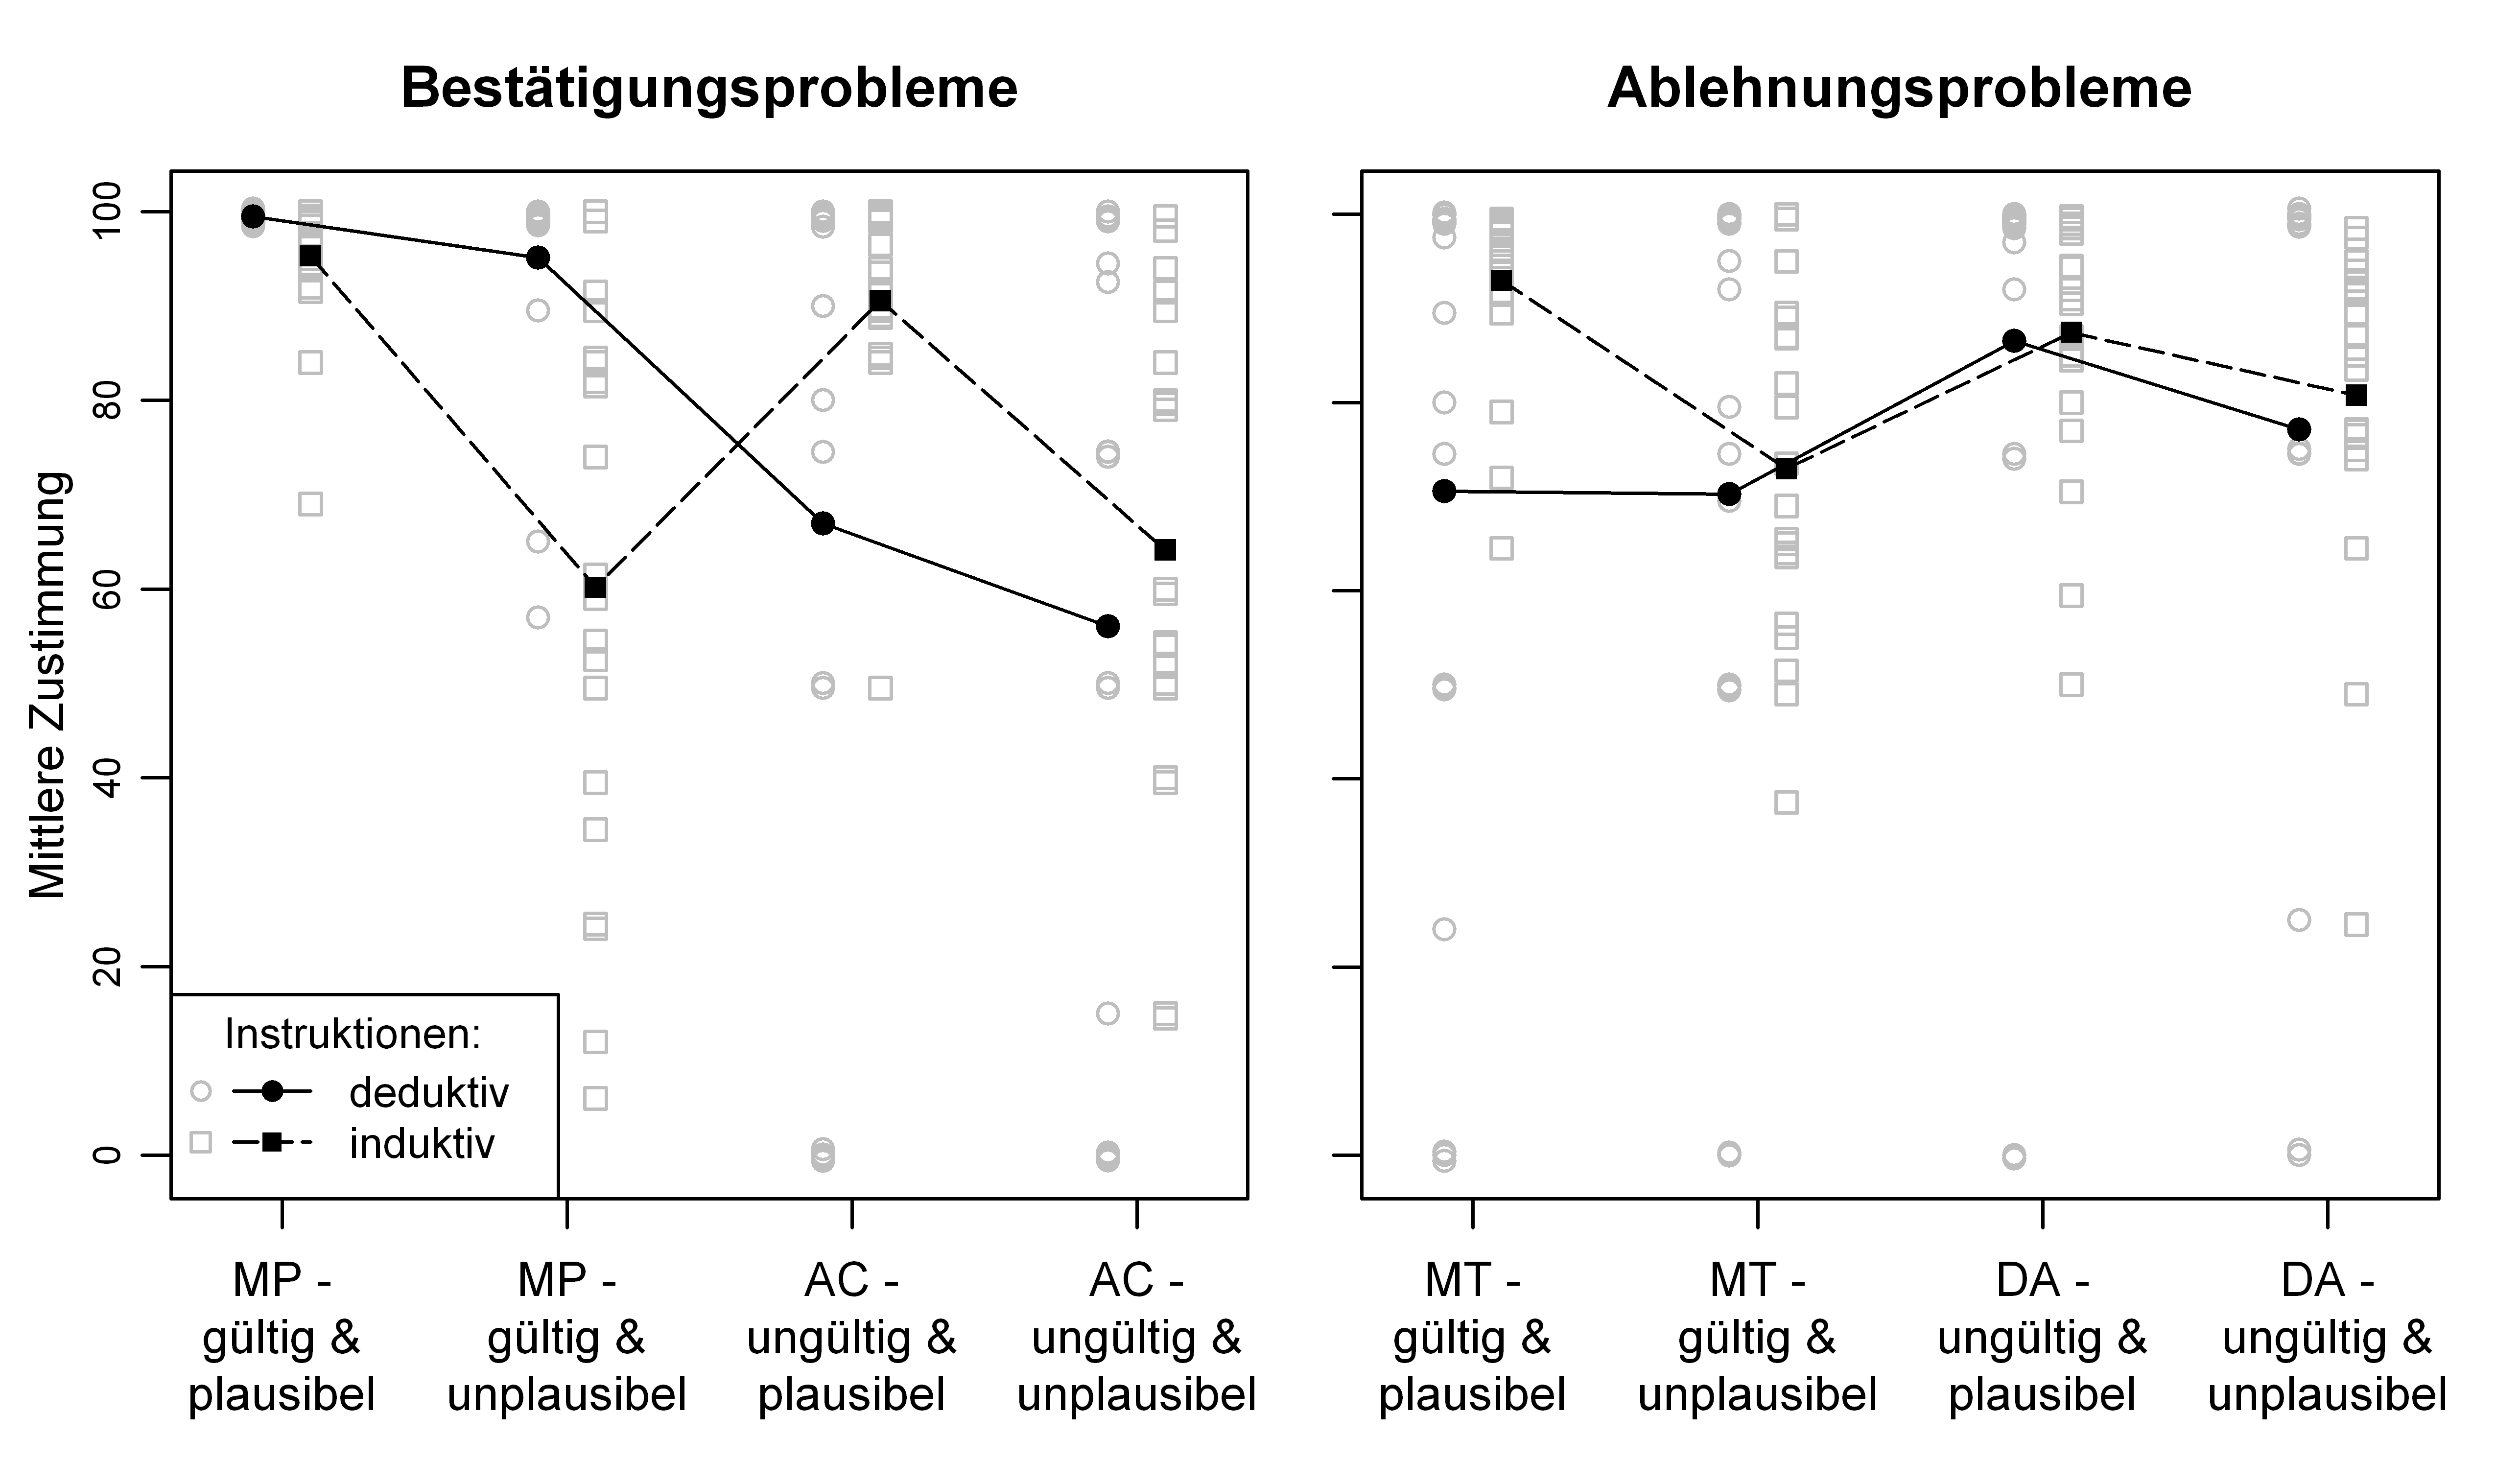 Bestätigungsprobleme
Ablehnungsprobleme
Mittlere Zustimmung
100
80
60
40
20
0
Instruktionen:
deduktiv
induktiv
MP -
gültig &
plausibel
MP -
gültig &
unplausibel
AC -
ungültig &
plausibel
AC -
ungültig &
unplausibel
MT -
gültig &
plausibel
MT -
gültig &
unplausibel
DA -
ungültig &
plausibel
DA -
ungültig &
unplausibel